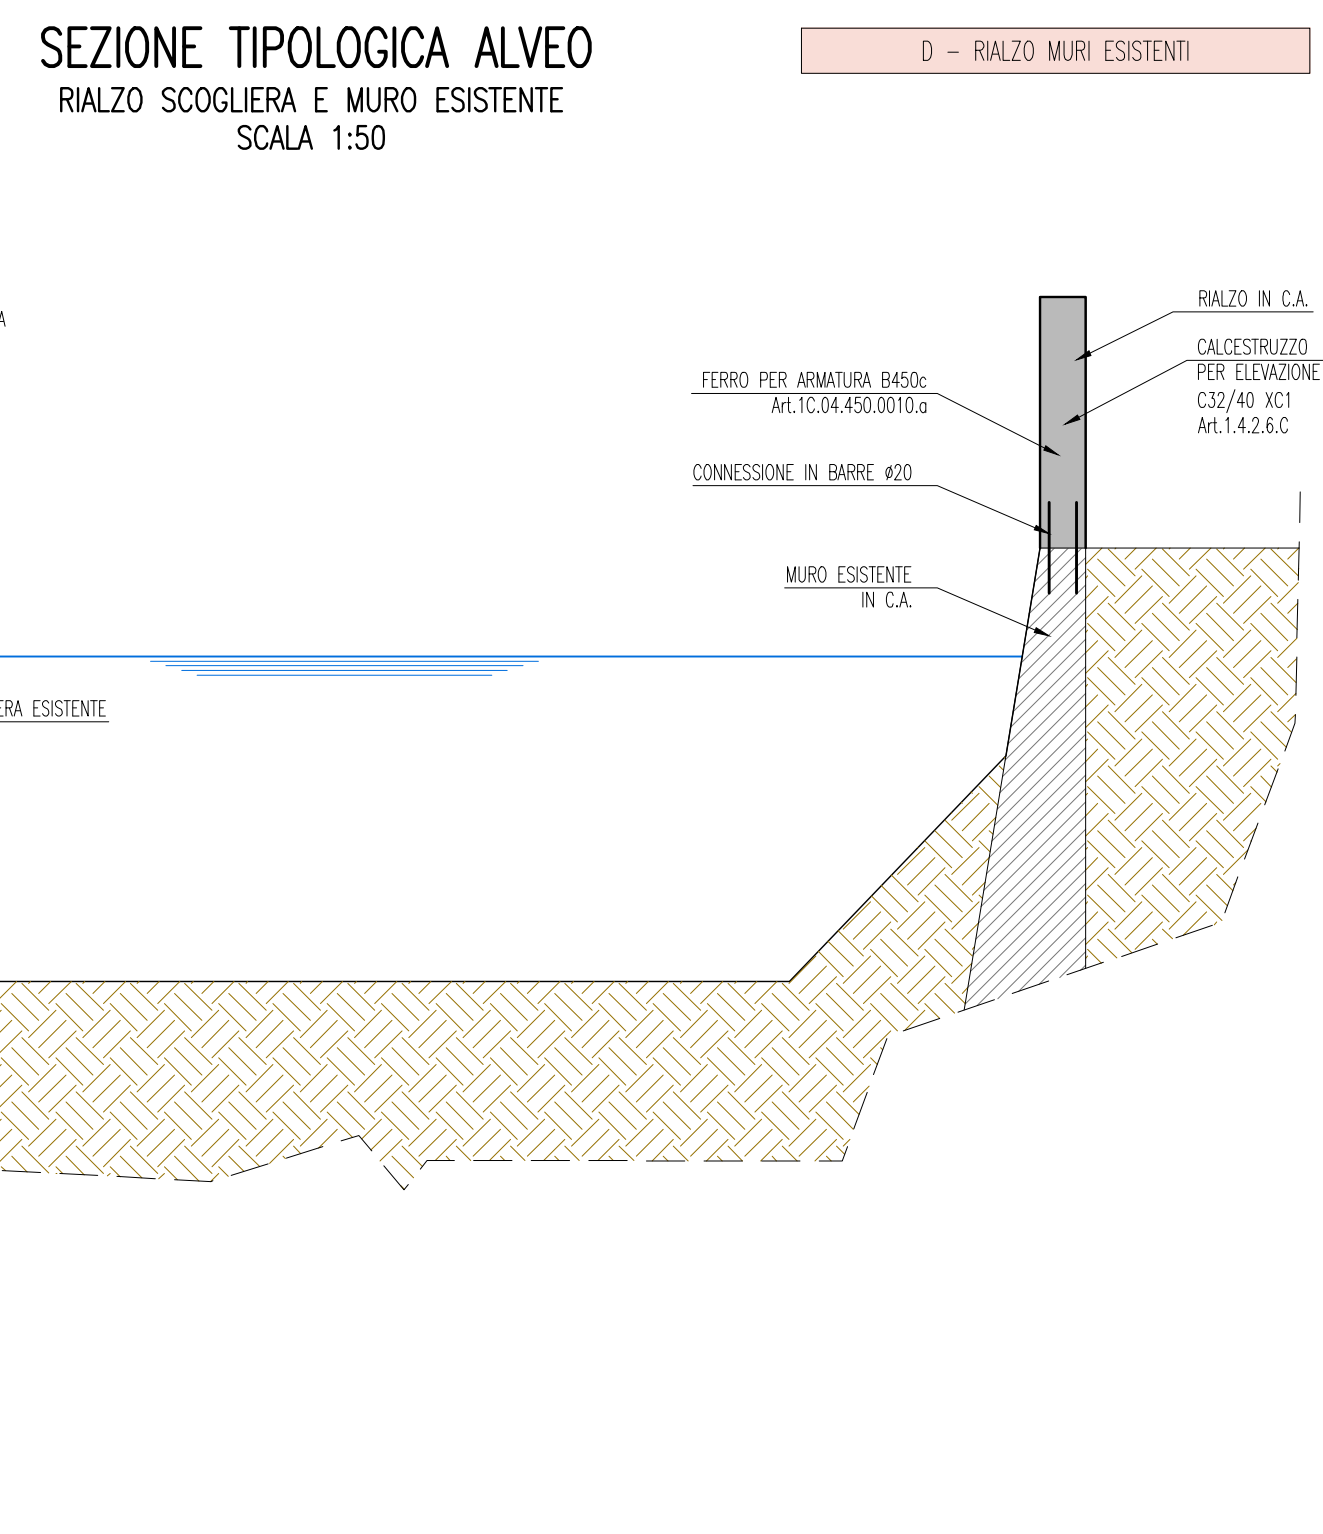 SEZIONE TIPOLOGICA ALVEO
RIALZO SCOGLIERA E MURO ESISTENTE
SCALA 1:50
D – RIALZO MURI ESISTENTI
RIALZO IN C.A.
CALCESTRUZZO
PER ELEVAZIONE
C32/40 XC1
Art.1.4.2.6.C
FERRO PER ARMATURA B450c
Art.1C.04.450.0010.a
CONNESSIONE IN BARRE ø20
MURO ESISTENTE
IN C.A.
ESISTENTE